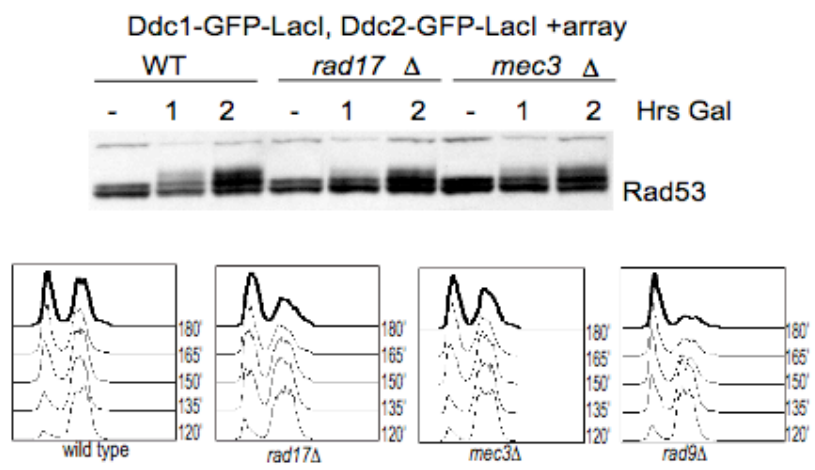 Ddc1-GFP-LacI, Ddc2-GFP-LacI +array
WT rad17 Δ mec3 Δ
- 1 2 - 1 2 - 1 2 Hrs Gal
Rad53
180' 180' 180' 180'
165' 165' 165' 165'
150' 150' 150' 150'
135' 135' 135' 135'
120' 120' 120' 120'
wild type rad17Δ mec3Δ rad9Δ